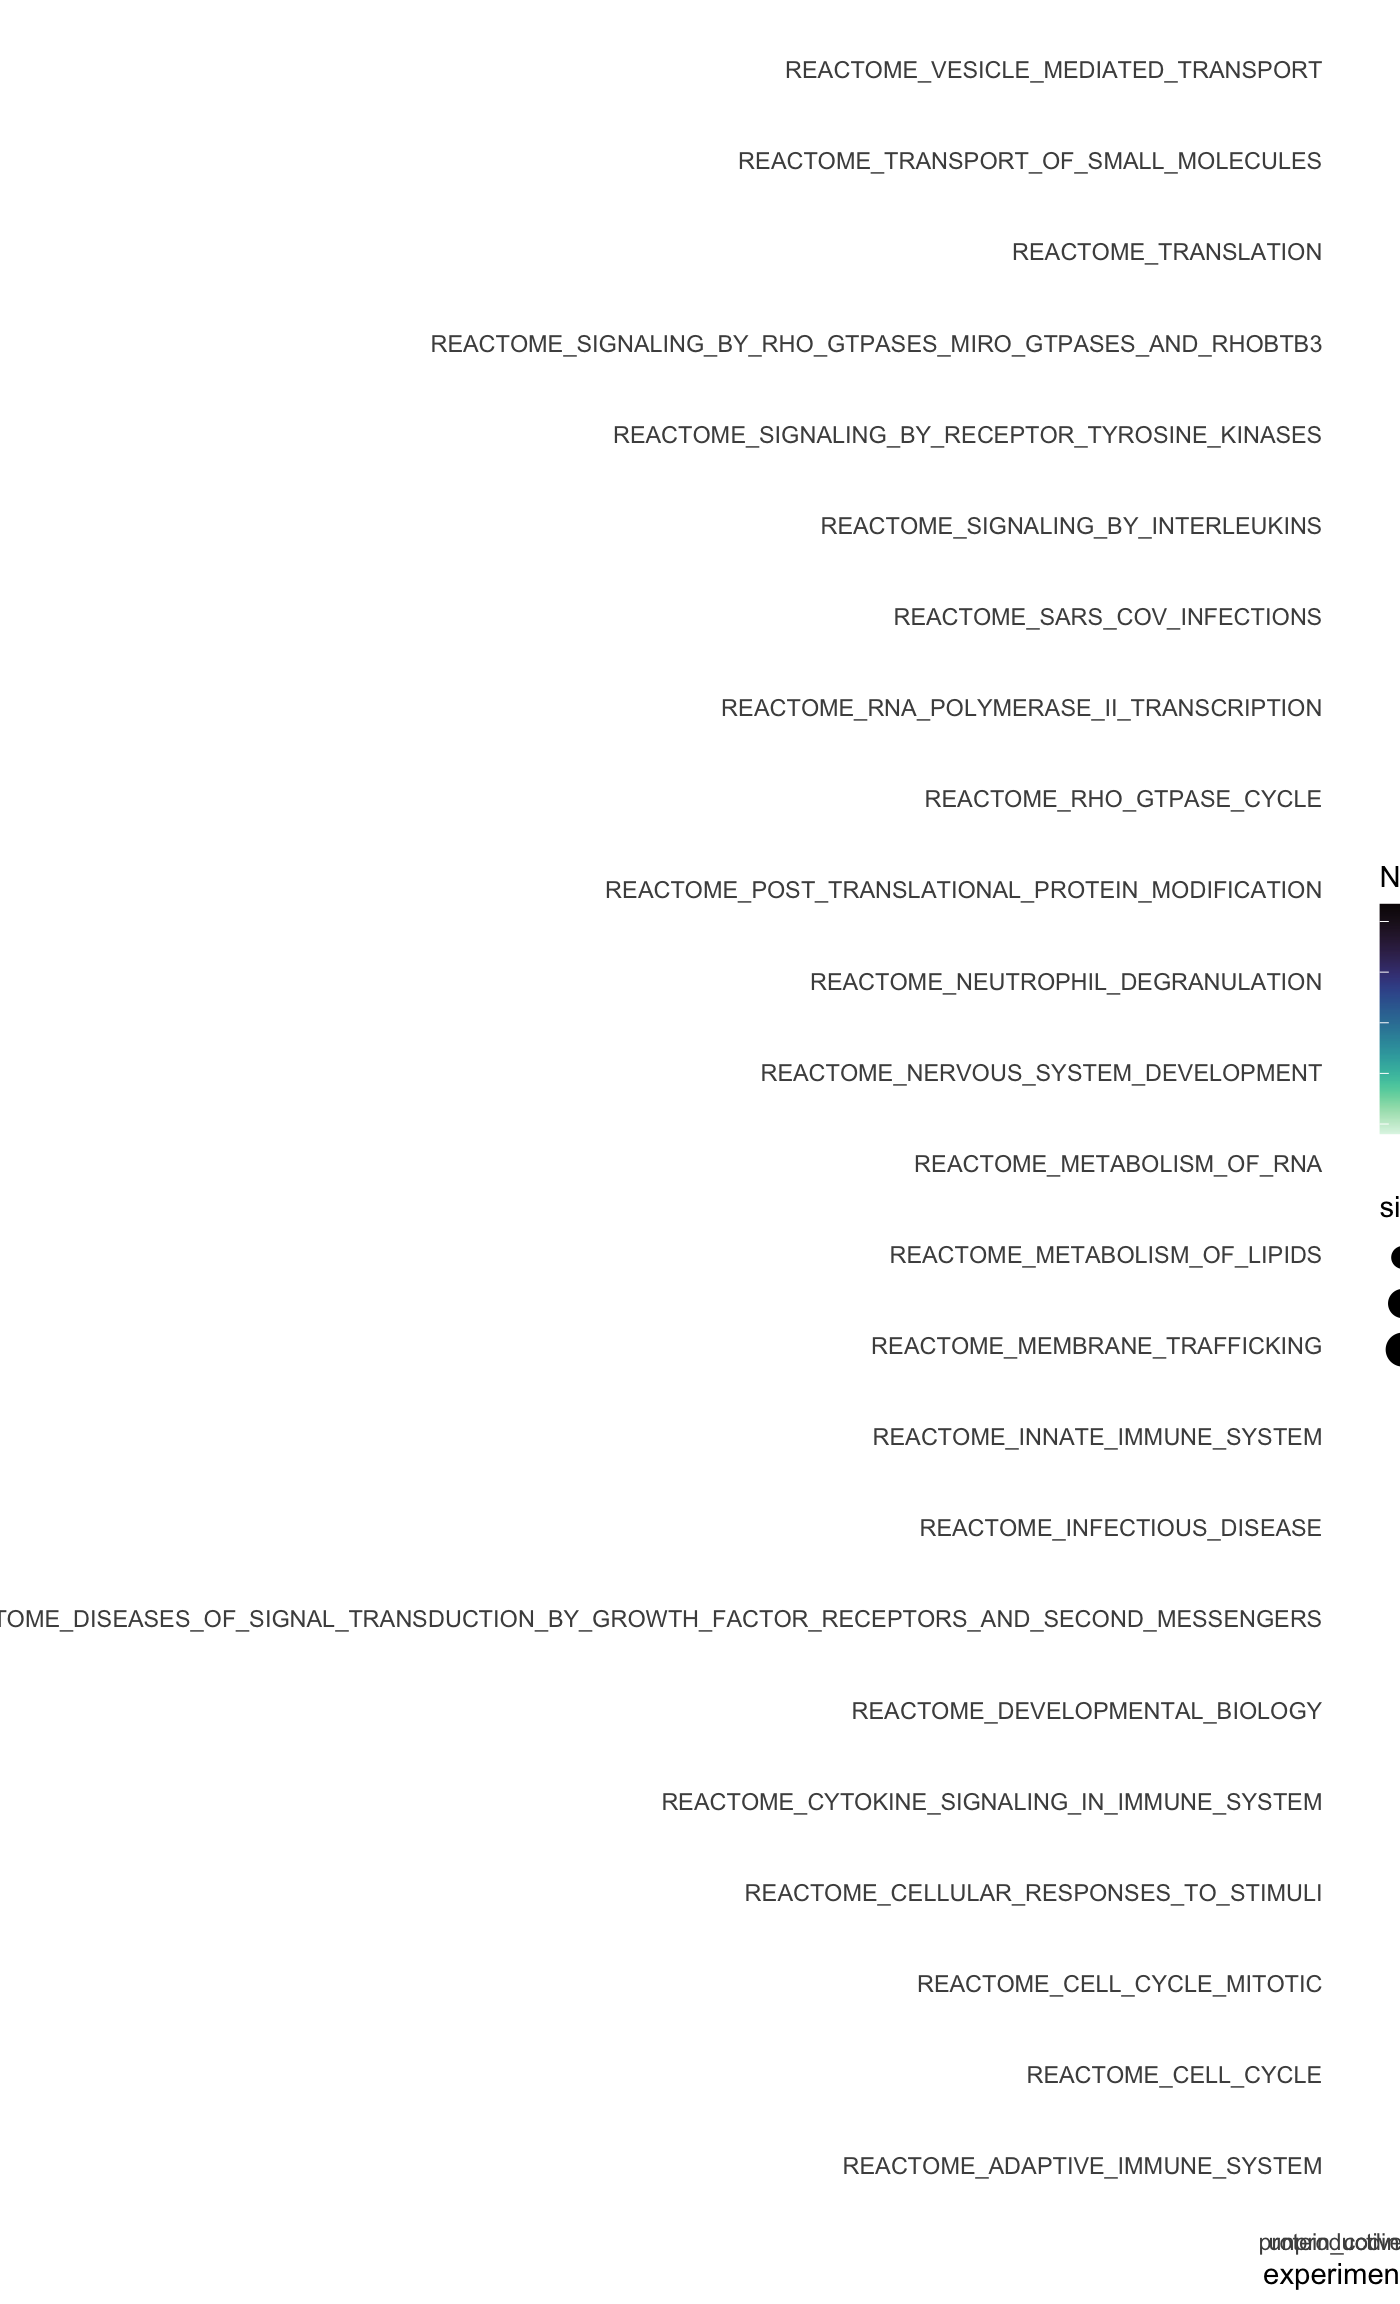 REACTOME_VESICLE_MEDIATED_TRANSPORT
REACTOME_TRANSPORT_OF_SMALL_MOLECULES
REACTOME_TRANSLATION
REACTOME_SIGNALING_BY_RHO_GTPASES_MIRO_GTPASES_AND_RHOBTB3
REACTOME_SIGNALING_BY_RECEPTOR_TYROSINE_KINASES
REACTOME_SIGNALING_BY_INTERLEUKINS
REACTOME_SARS_COV_INFECTIONS
REACTOME_RNA_POLYMERASE_II_TRANSCRIPTION
REACTOME_RHO_GTPASE_CYCLE
REACTOME_POST_TRANSLATIONAL_PROTEIN_MODIFICATION
N
REACTOME_NEUTROPHIL_DEGRANULATION
REACTOME_NERVOUS_SYSTEM_DEVELOPMENT
REACTOME_METABOLISM_OF_RNA
si
REACTOME_METABOLISM_OF_LIPIDS
REACTOME_MEMBRANE_TRAFFICKING
REACTOME_INNATE_IMMUNE_SYSTEM
REACTOME_INFECTIOUS_DISEASE
TOME_DISEASES_OF_SIGNAL_TRANSDUCTION_BY_GROWTH_FACTOR_RECEPTORS_AND_SECOND_MESSENGERS
REACTOME_DEVELOPMENTAL_BIOLOGY
REACTOME_CYTOKINE_SIGNALING_IN_IMMUNE_SYSTEM
REACTOME_CELLULAR_RESPONSES_TO_STIMULI
REACTOME_CELL_CYCLE_MITOTIC
REACTOME_CELL_CYCLE
REACTOME_ADAPTIVE_IMMUNE_SYSTEM
experimen